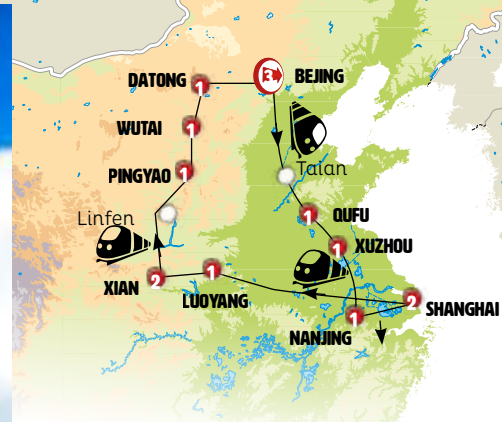 DATONG
1
3
BEJING
WUTAI
1
PINGYAO
1
Taian
Linfen
1
QUFU
1
XUZHOU
XIAN
2
1
LUOYANG
2
SHANGHAI
1
NANJING